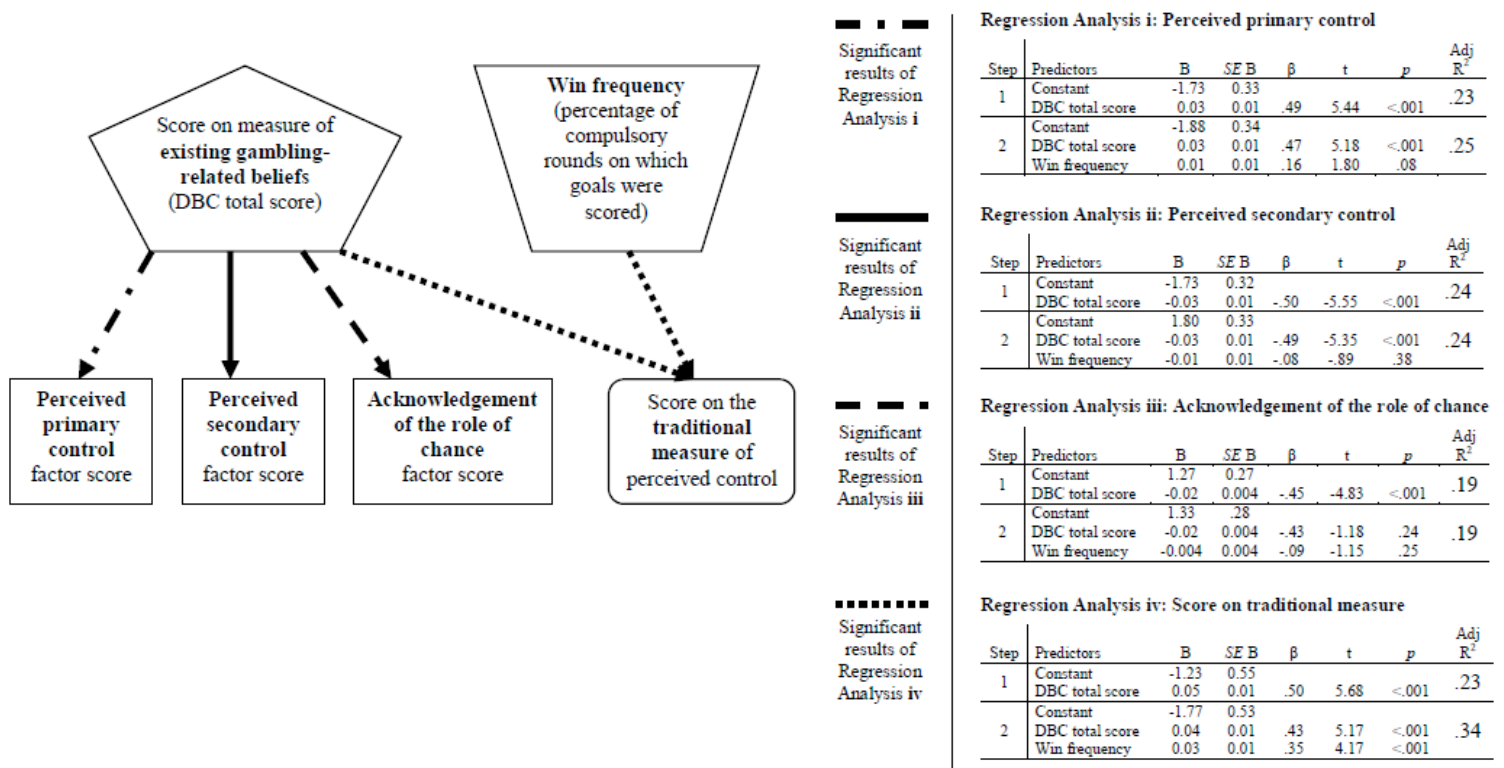 Score on measure of
existing gambling-
related beliefs
(DBC total score)
Win frequency
(percentage of
compulsory
rounds on which
goals were
scored)
Perceived
primary
control
factor score
Perceived
secondary
control
factor score
Acknowledgement
of the role of
chance
factor score
Score on the
traditional
measure of
perceived control
Significant
results of
Regression
Analysis i
Significant
results of
Regression
Analysis ii
Significant
results of
Regression
Analysis iii
Significant
results of
Regression
Analysis iv
Regression Analysis i: Perceived primary control
Step Predictors B SE B β t p Adj R²
1 Constant -1.73 0.33 .23
DBC total score 0.03 0.01 .49 5.44 <.001
2 Constant -1.88 0.34 .25
DBC total score 0.03 0.01 .47 5.18 <.001
Win frequency 0.01 0.01 .16 1.80 .08
Regression Analysis ii: Perceived secondary control
Step Predictors B SE B β t p Adj R²
1 Constant -1.73 0.32 .24
DBC total score -0.03 0.01 -.50 -5.55 <.001
2 Constant 1.80 0.33 .24
DBC total score -0.03 0.01 -.49 -5.35 <.001
Win frequency -0.01 0.01 -.08 -.89 .38
Regression Analysis iii: Acknowledgement of the role of chance
Step Predictors B SE B β t p Adj R²
1 Constant 1.27 0.27 .19
DBC total score -0.02 0.004 -.45 -4.83 <.001
2 Constant 1.33 .28 .19
DBC total score -0.02 0.004 -.43 -1.18 .24
Win frequency -0.004 0.004 -.09 -1.15 .25
Regression Analysis iv: Score on traditional measure
Step Predictors B SE B β t p Adj R²
1 Constant -1.23 0.55 .23
DBC total score 0.05 0.01 .50 5.68 <.001
2 Constant -1.77 0.53 .34
DBC total score 0.04 0.01 .43 5.17 <.001
Win frequency 0.03 0.01 .35 4.17 <.001